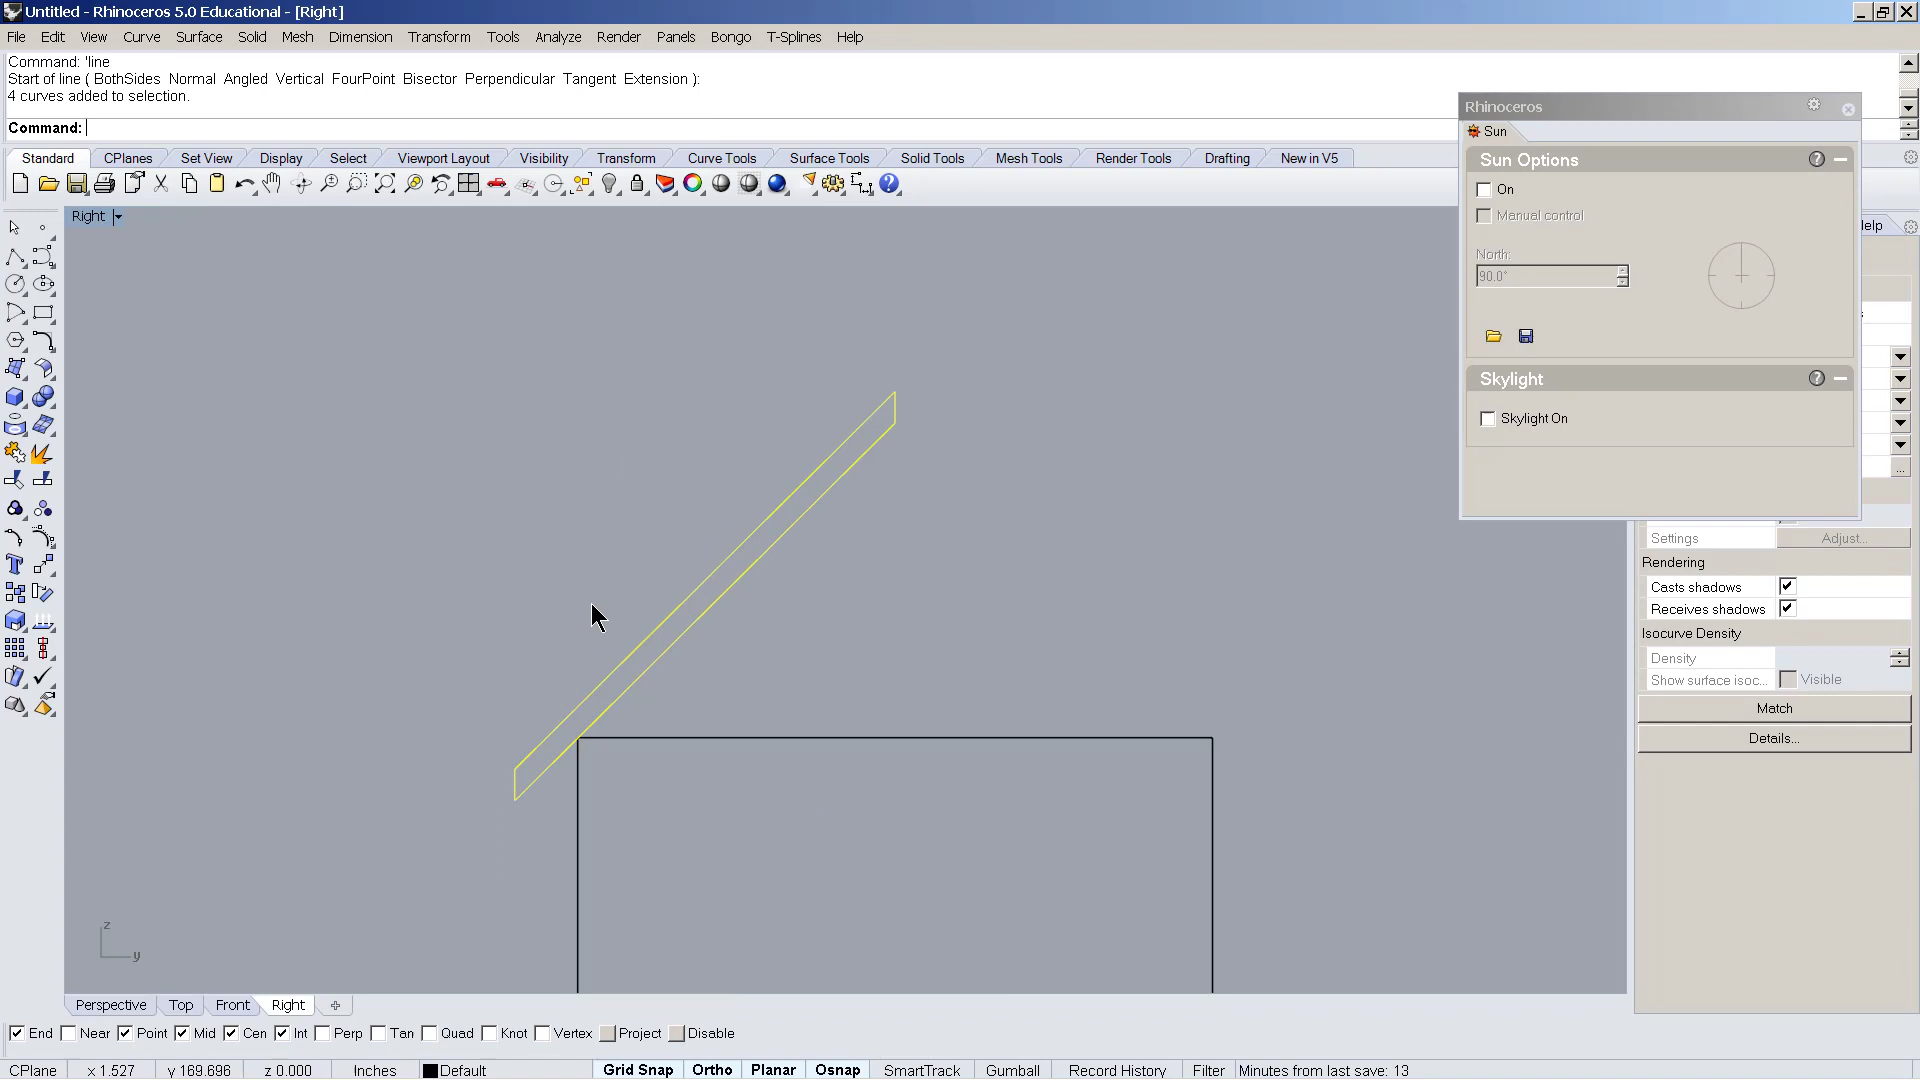 Untitled - Rhinoceros 5.0 Educational - [Right]
File Edit View Curve Surface Solid Mesh Dimension Transform Tools Analyze Render Panels Bongo T-Splines Help
Command: 'line
Start of line ( BothSides Normal Angled Vertical FourPoint Bisector Perpendicular Tangent Extension ):
4 curves added to selection.
Command:
Standard CPlanes Set View Display Select Viewport Layout Visibility Transform Curve Tools Surface Tools Solid Tools Mesh Tools Render Tools Drafting New in V5
Right
Rhinoceros
Sun
Sun Options
On
Manual control
North:
90.0°
Skylight
Skylight On
Settings Adjust...
Rendering
Casts shadows
Receives shadows
Isocurve Density
Density
Show surface isoc... Visible
Match
Details...
z
y
Perspective Top Front Right
End Near Point Mid Cen Int Perp Tan Quad Knot Vertex Project Disable
CPlane x 1.527 y 169.696 z 0.000 Inches Default Grid Snap Ortho Planar Osnap SmartTrack Gumball Record History Filter Minutes from last save: 13